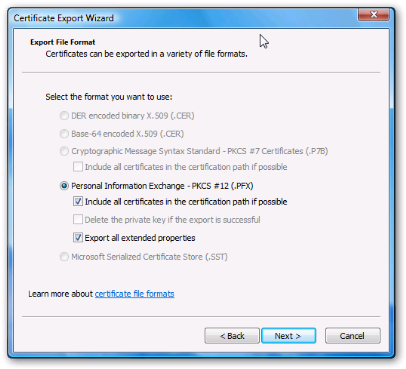 Certificate Export Wizard
Export File Format
Certificates can be exported in a variety of file formats.
Select the format you want to use:
DER encoded binary X.509 (.CER)
Base-64 encoded X.509 (.CER)
Cryptographic Message Syntax Standard - PKCS #7 Certificates (.P7B)
Include all certificates in the certification path if possible
Personal Information Exchange - PKCS #12 (.PFX)
Include all certificates in the certification path if possible
Delete the private key if the export is successful
Export all extended properties
Microsoft Serialized Certificate Store (.SST)
Learn more about certificate file formats
< Back Next > Cancel